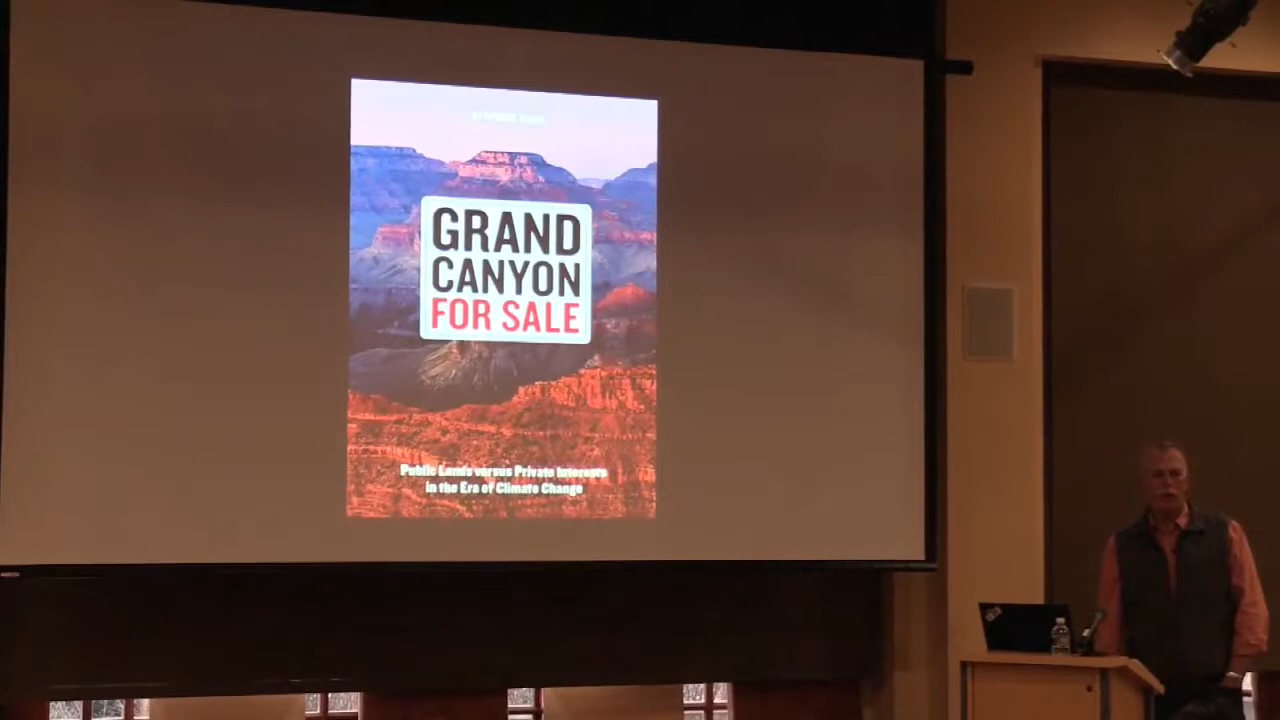 GRAND
CANYON
FOR SALE
Public Lands versus Private Interests
in the Era of Climate Change